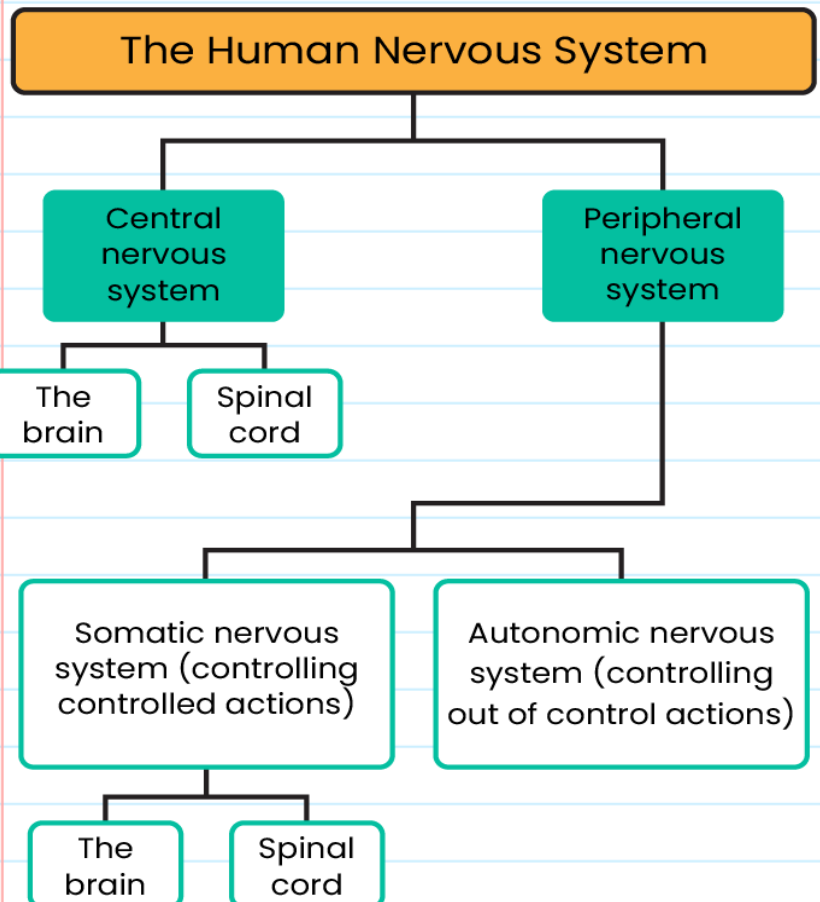 The Human Nervous System
Central
nervous
system
Peripheral
nervous
system
The
brain
Spinal
cord
Somatic nervous
system (controlling
controlled actions)
Autonomic nervous
system (controlling
out of control actions)
The
brain
Spinal
cord